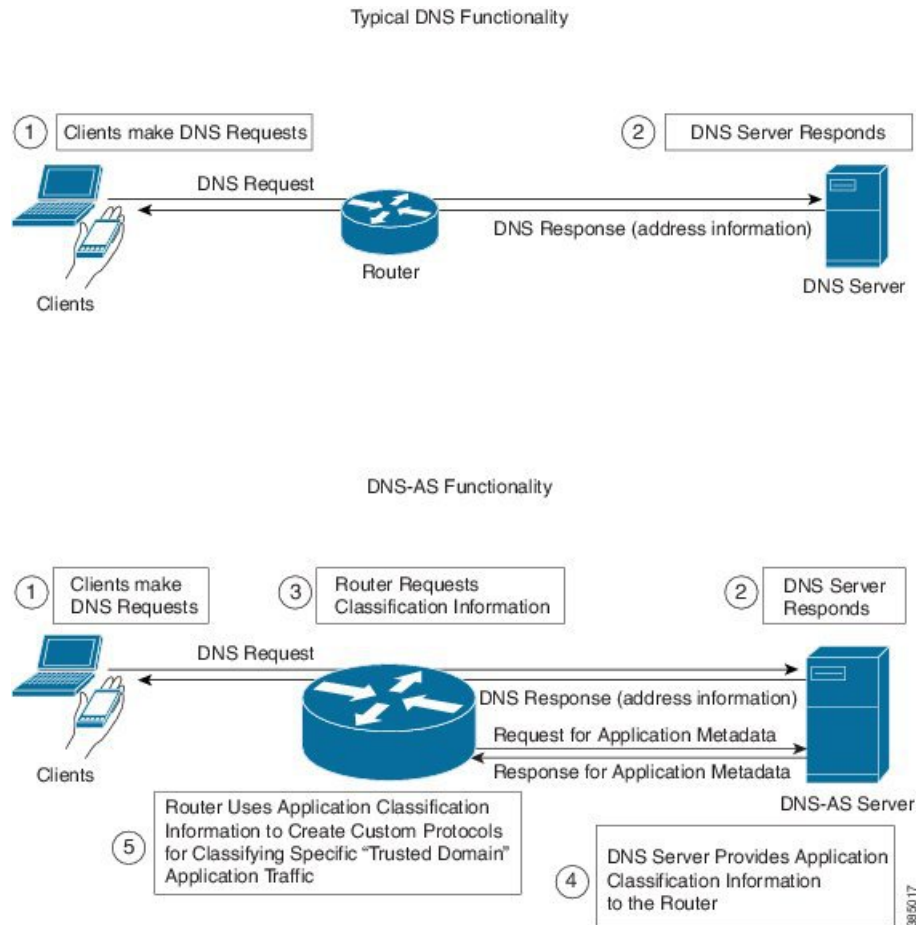 Typical DNS Functionality
1
Clients make DNS Requests
2
DNS Server Responds
DNS Request
DNS Response (address information)
Router
Clients
DNS Server
DNS-AS Functionality
1
Clients make
DNS Requests
3
Router Requests
Classification Information
2
DNS Server
Responds
DNS Request
DNS Response (address information)
Request for Application Metadata
Response for Application Metadata
Clients
DNS-AS Server
5
Router Uses Application Classification
Information to Create Custom Protocols
for Classifying Specific “Trusted Domain”
Application Traffic
4
DNS Server Provides Application
Classification Information
to the Router
385017